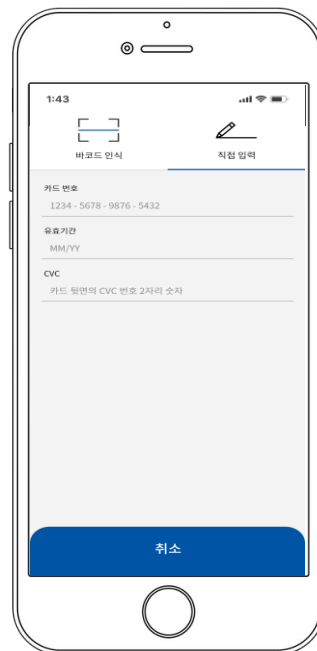 1:43
바코드 인식
직접 입력
카드 번호
1234 - 5678 - 9876 - 5432
유효기간
MM/YY
CVC
카드 뒷면의 CVC 번호 2자리 숫자
취소